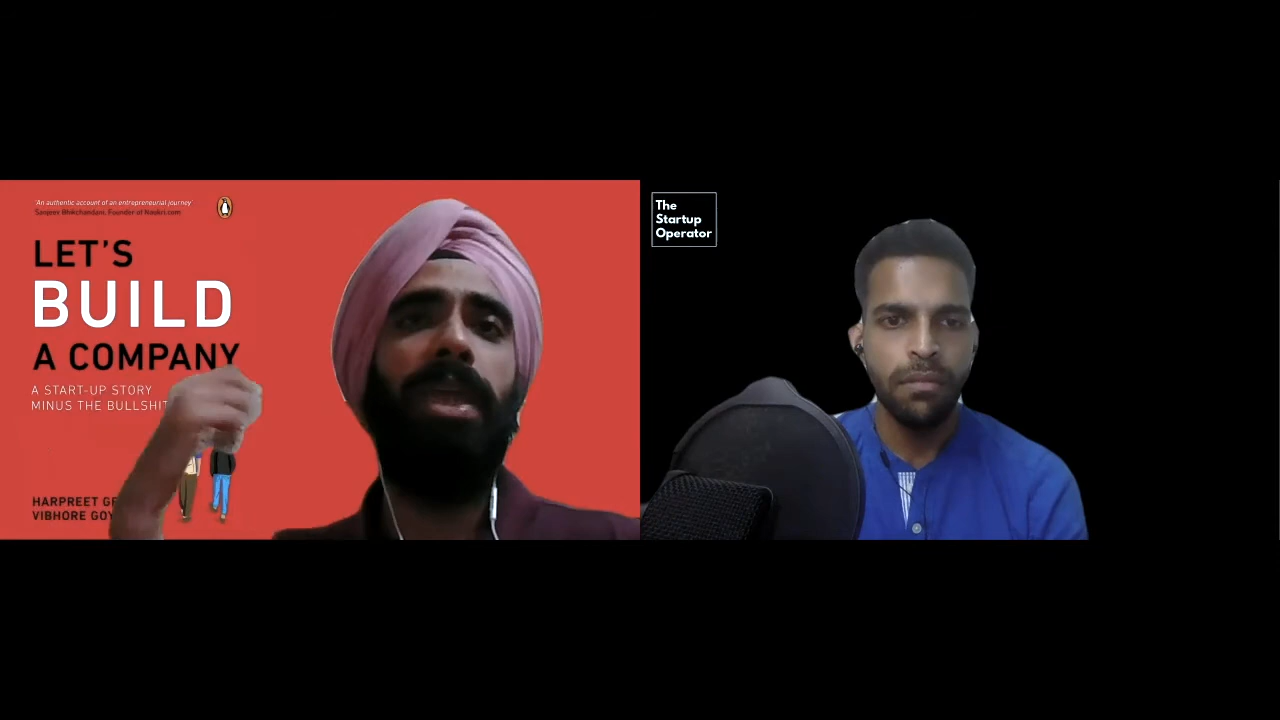 'An authentic account of an entrepreneurial journey'
Sanjeev Bikhchandani, Founder of Naukri.com
LET'S
BUILD
A COMPANY
A START-UP STORY
MINUS THE BULLSHIT
HARPREET
VIBHORE
The
Startup
Operator